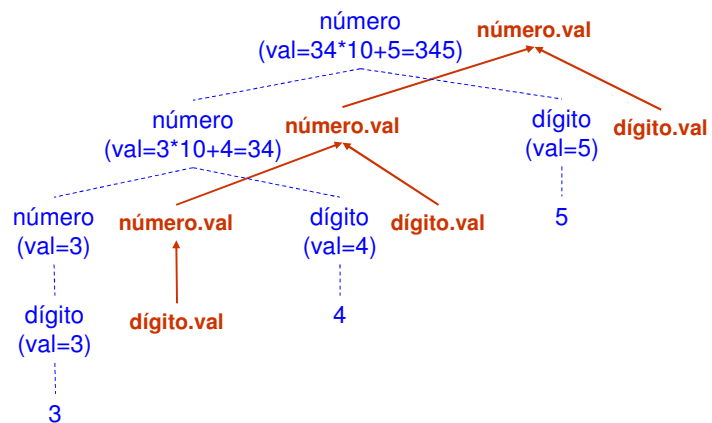 número
(val=34*10+5=345)
número.val
número
(val=3*10+4=34)
número.val
dígito
(val=5)
dígito.val
número
(val=3)
número.val
dígito
(val=4)
dígito.val
5
dígito
(val=3)
dígito.val
4
3